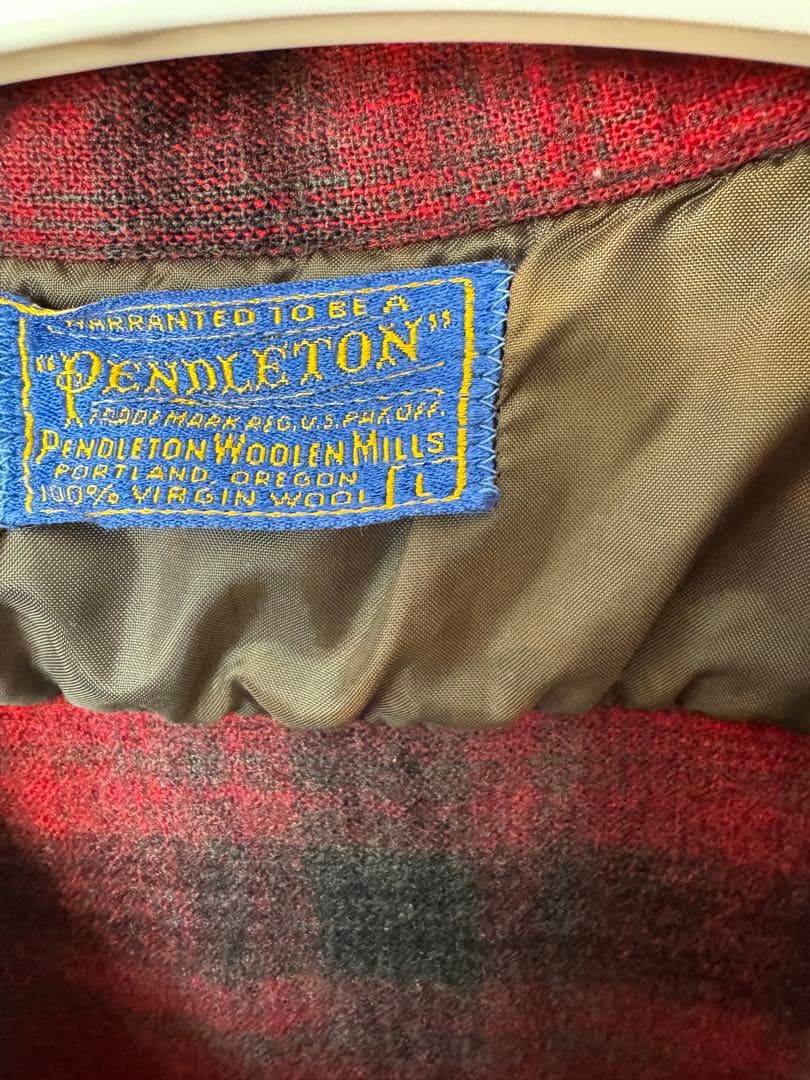 WARRANTED TO BE A
"PENDLETON"
TRADE MARK REG. U.S. PAT. OFF.
PENDLETON WOOLEN MILLS
PORTLAND, OREGON
100% VIRGIN WOOL L